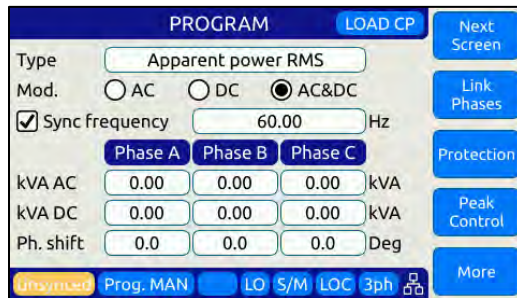 PROGRAM LOAD CP
Next
Screen
Type Apparent power RMS
Mod. AC DC AC&DC
Link
Phases
Sync frequency 60.00 Hz
Phase A Phase B Phase C
Protection
kVA AC 0.00 0.00 0.00 kVA
kVA DC 0.00 0.00 0.00 kVA
Peak
Control
Ph. shift 0.0 0.0 0.0 Deg
Unsynced Prog. MAN LO S/M LOC 3ph
More